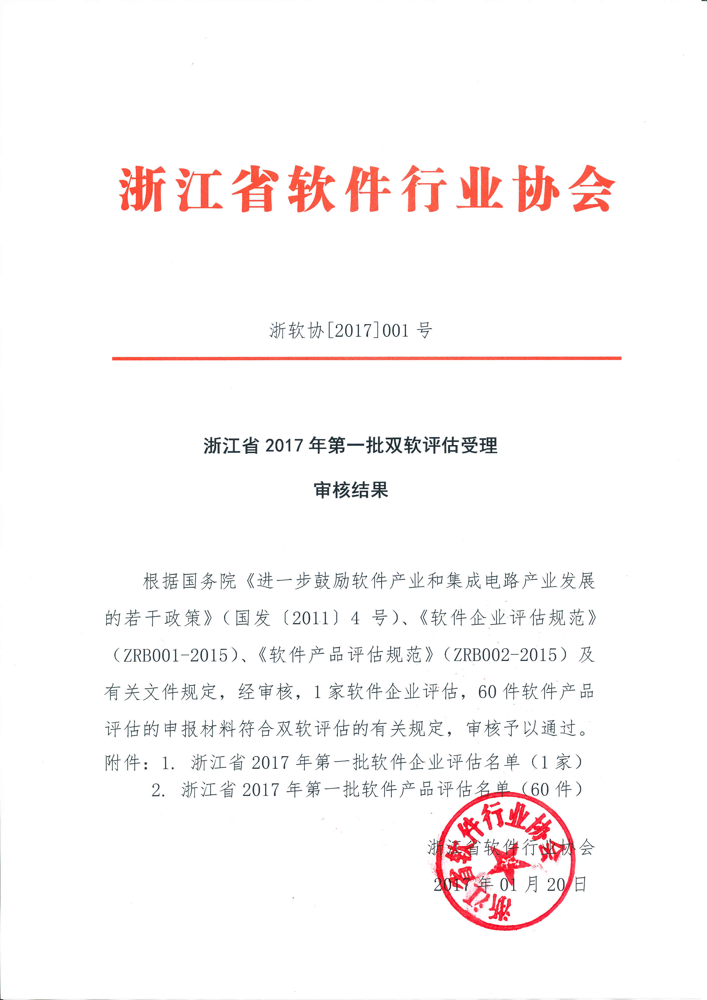 浙江省软件行业协会
浙软协[2017]001 号
浙江省 2017 年第一批双软评估受理
审核结果
根据国务院《进一步鼓励软件产业和集成电路产业发展
的若干政策》（国发〔2011〕4 号）、《软件企业评估规范》
（ZRB001-2015）、《软件产品评估规范》（ZRB002-2015）及
有关文件规定，经审核，1 家软件企业评估，60 件软件产品
评估的申报材料符合双软评估的有关规定，审核予以通过。
附件：1. 浙江省 2017 年第一批软件企业评估名单（1 家）
2. 浙江省 2017 年第一批软件产品评估名单（60 件）
浙江省软件行业协会
2017 年 01 月 20 日
浙江省软件行业协会